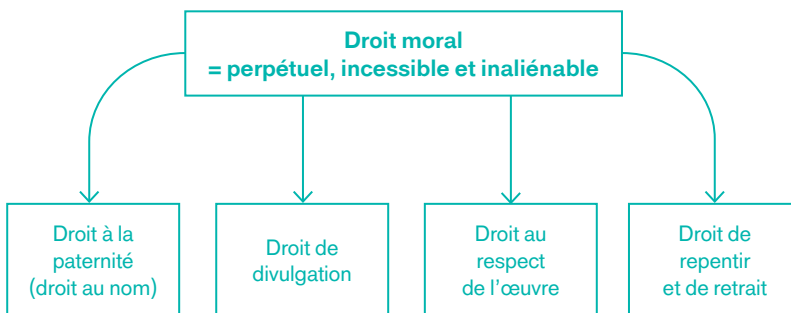 Droit moral
= perpétuel, incessible et inaliénable
Droit à la
paternité
(droit au nom)
Droit de
divulgation
Droit au
respect
de l'œuvre
Droit de
repentir
et de retrait